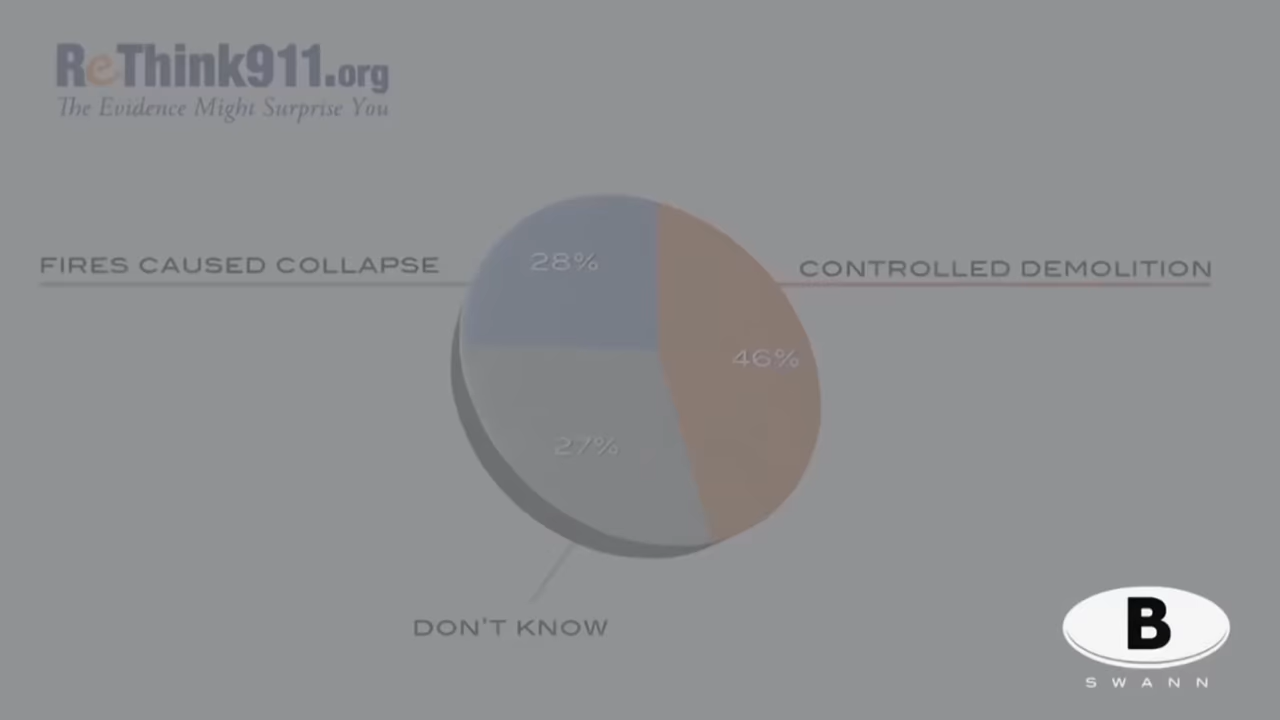 ReThink911.org
The Evidence Might Surprise You
FIRES CAUSED COLLAPSE
28%
CONTROLLED DEMOLITION
46%
27%
DON'T KNOW
B
SWANN